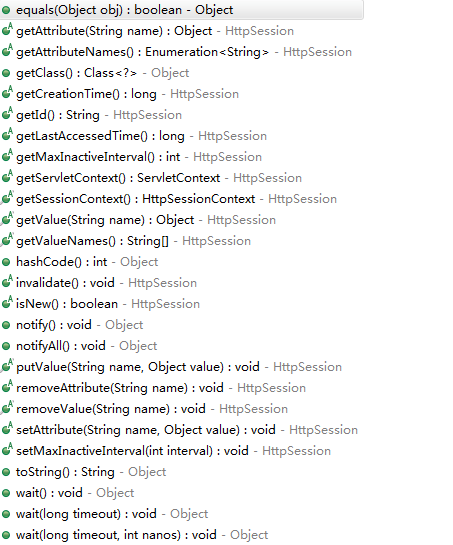 equals(Object obj) : boolean - Object
getAttribute(String name) : Object - HttpSession
getAttributeNames() : Enumeration<String> - HttpSession
getClass() : Class<?> - Object
getCreationTime() : long - HttpSession
getId() : String - HttpSession
getLastAccessedTime() : long - HttpSession
getMaxInactiveInterval() : int - HttpSession
getServletContext() : ServletContext - HttpSession
getSessionContext() : HttpSessionContext - HttpSession
getValue(String name) : Object - HttpSession
getValueNames() : String[] - HttpSession
hashCode() : int - Object
invalidate() : void - HttpSession
isNew() : boolean - HttpSession
notify() : void - Object
notifyAll() : void - Object
putValue(String name, Object value) : void - HttpSession
removeAttribute(String name) : void - HttpSession
removeValue(String name) : void - HttpSession
setAttribute(String name, Object value) : void - HttpSession
setMaxInactiveInterval(int interval) : void - HttpSession
toString() : String - Object
wait() : void - Object
wait(long timeout) : void - Object
wait(long timeout, int nanos) : void - Object